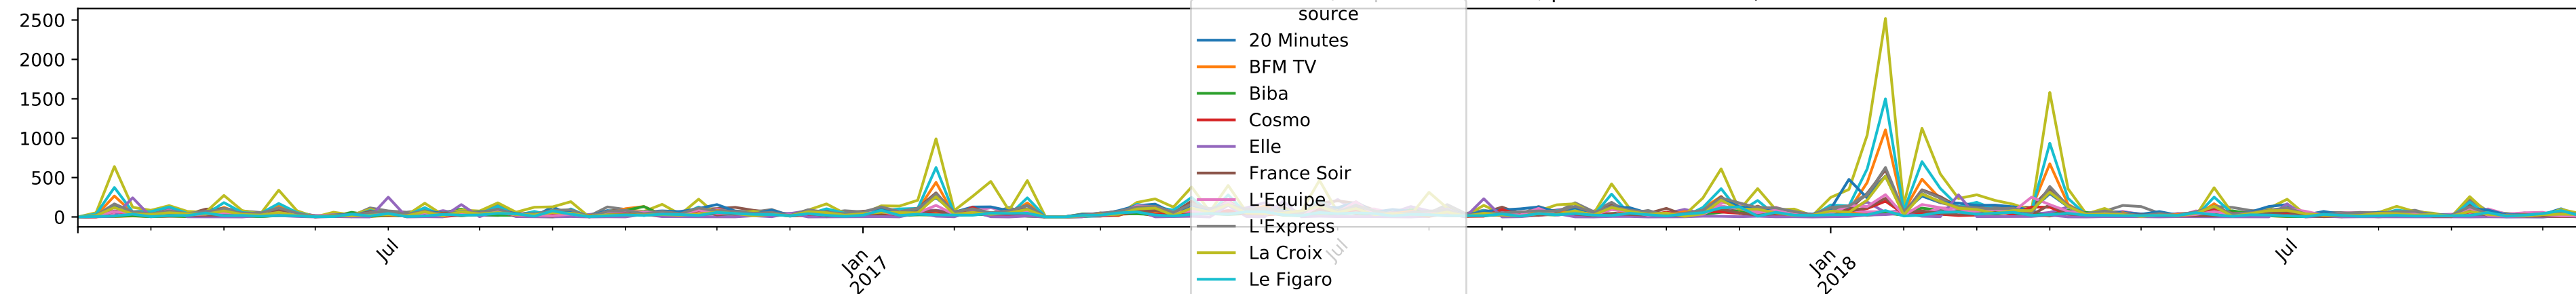 source
20 Minutes
BFM TV
Biba
Cosmo
Elle
France Soir
L'Equipe
L'Express
La Croix
Le Figaro
2500
2000
1500
1000
500
0
Jul
Jan
2017
Jul
Jan
2018
Jul